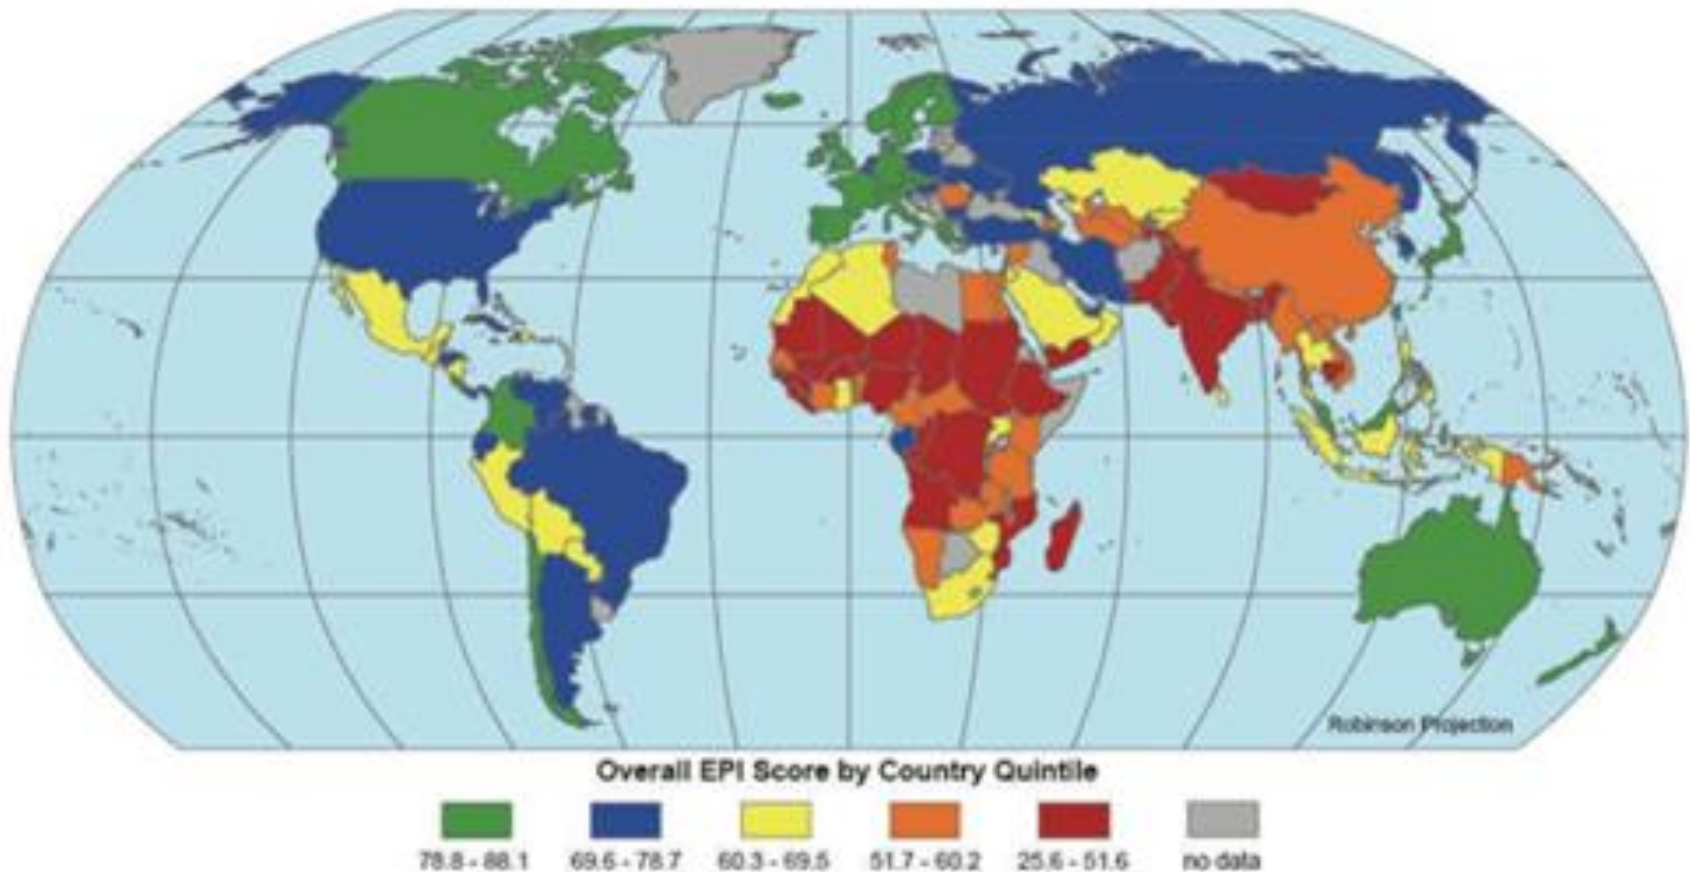 Robinson Projection
Overall EPI Score by Country Quintile
78.8 - 88.1 69.6 - 78.7 60.3 - 69.5 51.7 - 60.2 25.6 - 51.6 no data